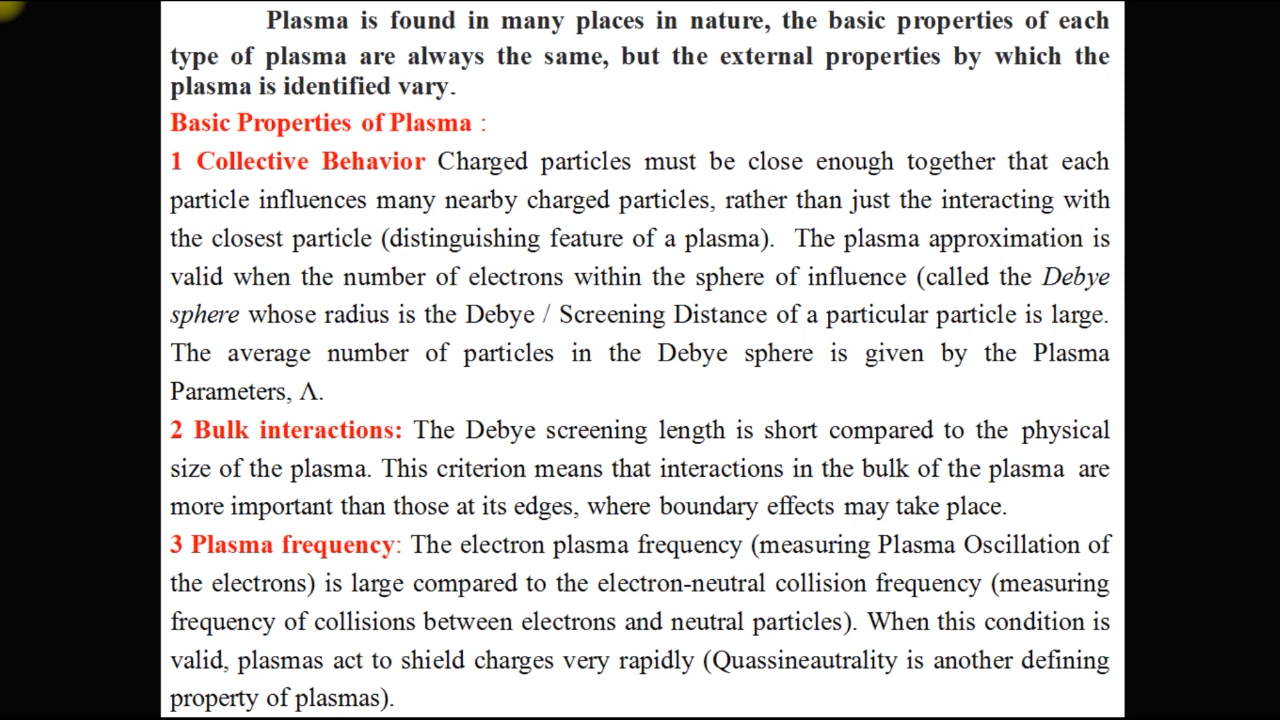 Plasma is found in many places in nature, the basic properties of each
type of plasma are always the same, but the external properties by which the
plasma is identified vary.
Basic Properties of Plasma :
1 Collective Behavior Charged particles must be close enough together that each
particle influences many nearby charged particles, rather than just the interacting with
the closest particle (distinguishing feature of a plasma). The plasma approximation is
valid when the number of electrons within the sphere of influence (called the Debye
sphere whose radius is the Debye / Screening Distance of a particular particle is large.
The average number of particles in the Debye sphere is given by the Plasma
Parameters, Λ.
2 Bulk interactions: The Debye screening length is short compared to the physical
size of the plasma. This criterion means that interactions in the bulk of the plasma are
more important than those at its edges, where boundary effects may take place.
3 Plasma frequency: The electron plasma frequency (measuring Plasma Oscillation of
the electrons) is large compared to the electron-neutral collision frequency (measuring
frequency of collisions between electrons and neutral particles). When this condition is
valid, plasmas act to shield charges very rapidly (Quassineautrality is another defining
property of plasmas).